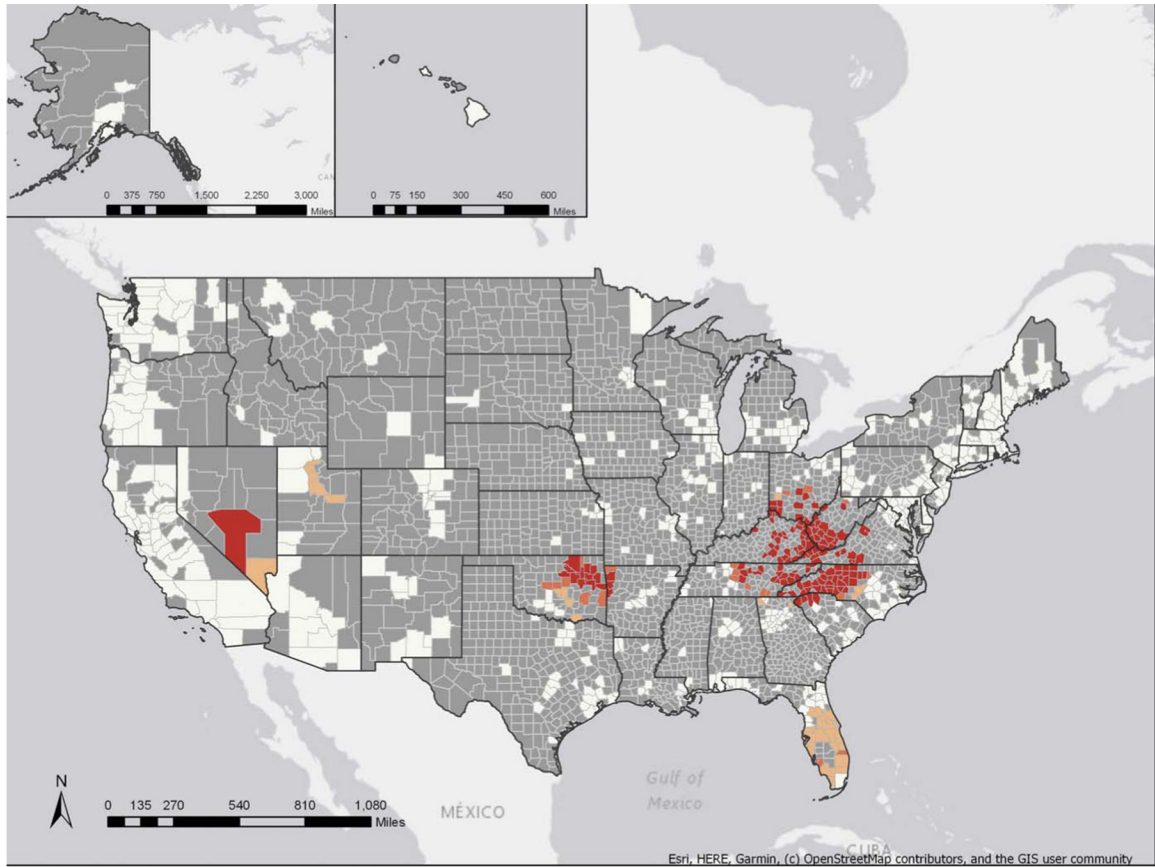 CAN
0 375 750 1,500 2,250 3,000
Miles
0 75 150 300 450 600
Miles
N
0 135 270 540 810 1,080
Miles
MÉXICO
Gulf of
Mexico
CUBA
Esri, HERE, Garmin, (c) OpenStreetMap contributors, and the GIS user community